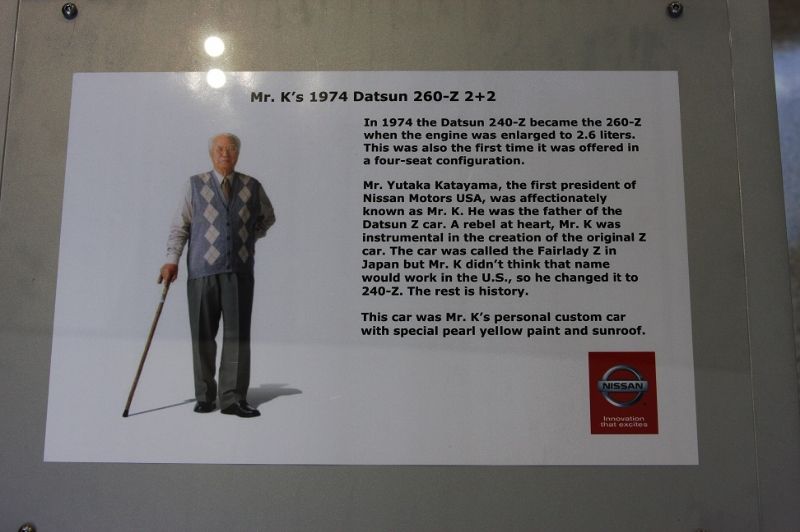 Mr. K's 1974 Datsun 260-Z 2+2
In 1974 the Datsun 240-Z became the 260-Z
when the engine was enlarged to 2.6 liters.
This was also the first time it was offered in
a four-seat configuration.
Mr. Yutaka Katayama, the first president of
Nissan Motors USA, was affectionately
known as Mr. K. He was the father of the
Datsun Z car. A rebel at heart, Mr. K was
instrumental in the creation of the original Z
car. The car was called the Fairlady Z in
Japan but Mr. K didn't think that name
would work in the U.S., so he changed it to
240-Z. The rest is history.
This car was Mr. K's personal custom car
with special pearl yellow paint and sunroof.
NISSAN
Innovation
that excites